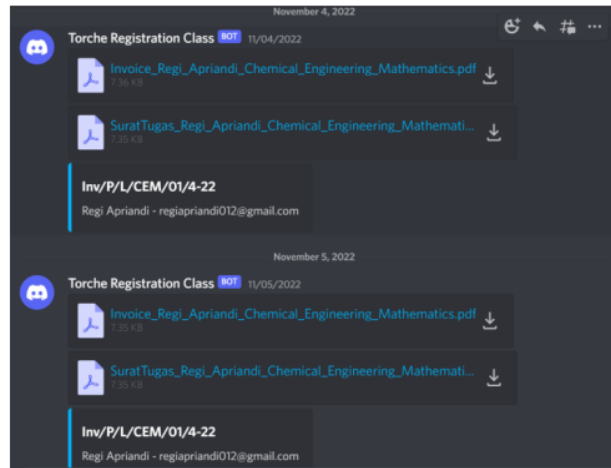 November 4, 2022
Torche Registration Class BOT 11/04/2022
Invoice_Regi_Apriandi_Chemical_Engineering_Mathematics.pdf
7.36 KB
SuratTugas_Regi_Apriandi_Chemical_Engineering_Mathemati...
7.35 KB
Inv/P/L/CEM/01/4-22
Regi Apriandi - regiapriandi012@gmail.com
November 5, 2022
Torche Registration Class BOT 11/05/2022
Invoice_Regi_Apriandi_Chemical_Engineering_Mathematics.pdf
7.35 KB
SuratTugas_Regi_Apriandi_Chemical_Engineering_Mathemati...
7.35 KB
Inv/P/L/CEM/01/4-22
Regi Apriandi - regiapriandi012@gmail.com